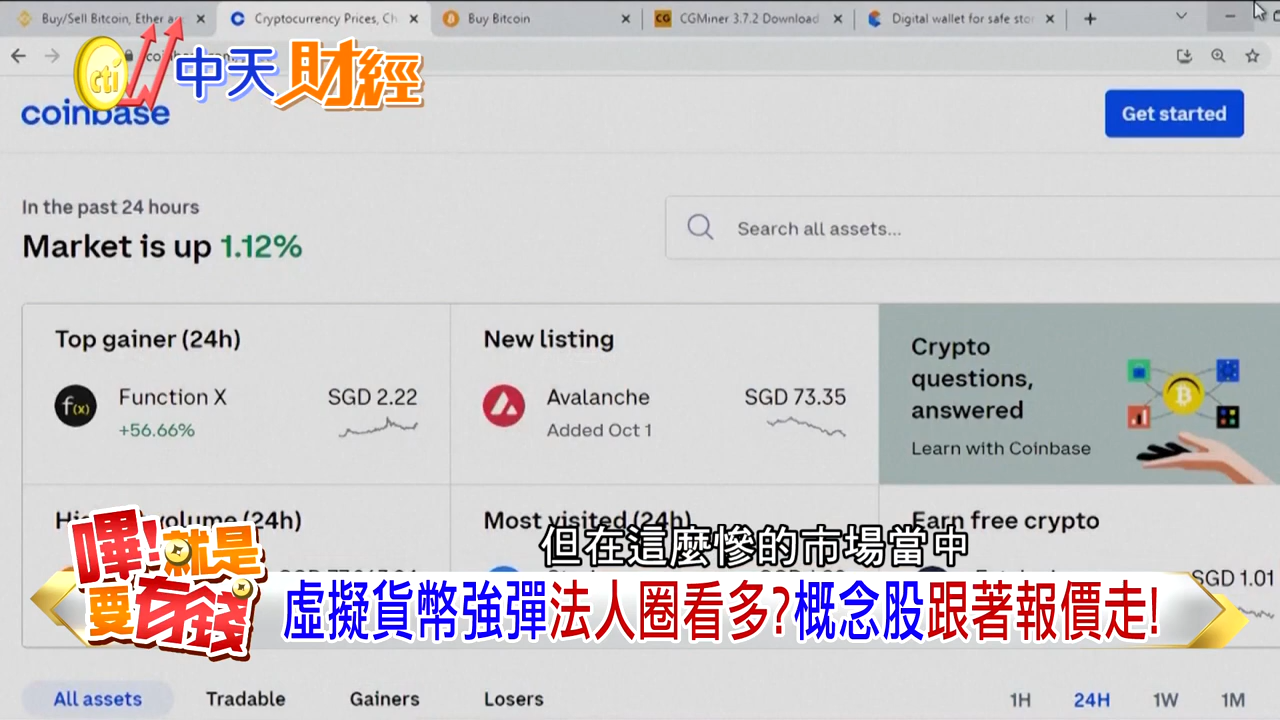 Buy/Sell Bitcoin, Ether a
Cryptocurrency Prices, Ch
Buy Bitcoin
CG CGMiner 3.7.2 Download
Digital wallet for safe stor
cti 中天財經
coinbase
Get started
In the past 24 hours
Market is up 1.12%
Search all assets...
Top gainer (24h)
f(x) Function X SGD 2.22
+56.66%
New listing
Avalanche SGD 73.35
Added Oct 1
Crypto
questions,
answered
Learn with Coinbase
volume (24h)
Most visited (24h)
Earn free crypto
SGD 1.01
但在這麼慘的市場當中
嗶!就是
要有錢
虛擬貨幣強彈法人圈看多?概念股跟著報價走!
All assets Tradable Gainers Losers
1H 24H 1W 1M